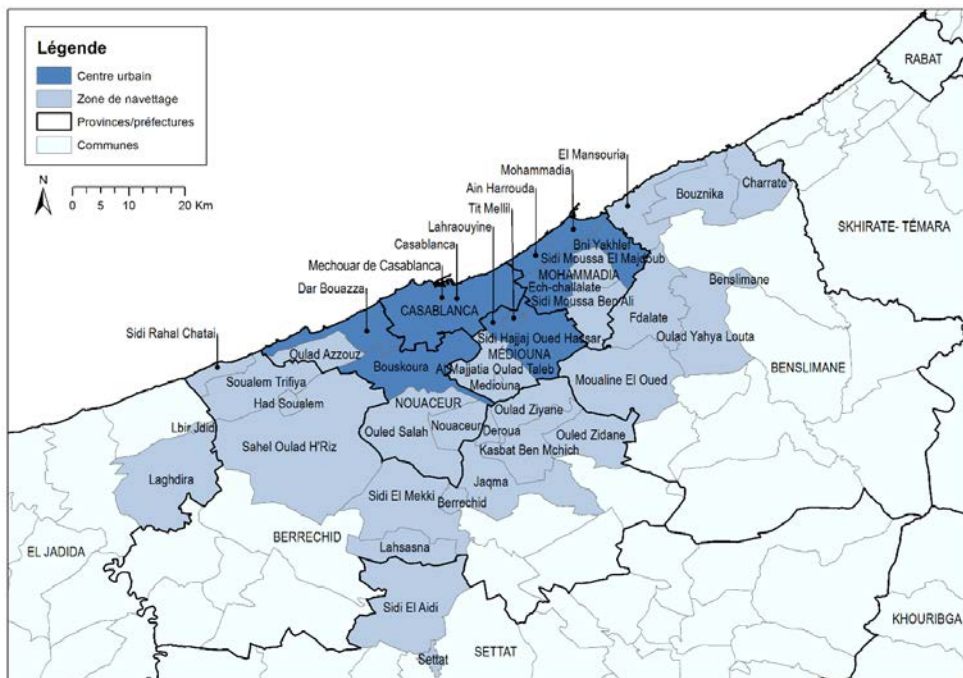 Légende
Centre urbain
Zone de navettage
Provinces/préfectures
Communes
N
0 10 20 Km
RABAT
El Mansouria
Mohammadia
Ain Harrouda
Tit Mellil
Lahraouyine
Casablanca
Mechouar de Casablanca
Dar Bouazza
Sidi Rahal Chatai
Bouznika
Charrate
SKHIRATE- TÉMARA
Bni Yakhlef
Sidi Moussa El Majdoub
MOHAMMADIA
Ech-challalate
Sidi Moussa Ben Ali
Benslimane
CASABLANCA
Fdalate
Sidi Hajjaj Oued Hassar
Oulad Yahya Louta
MÉDIOUNA
Oulad Azzouz
Bouskoura
Al Majjatia Oulad Taleb
BENSLIMANE
Soualem Trifiya
Mediouna
Moualine El Oued
Had Soualem
NOUACEUR
Oulad Ziyane
Lbir Jdid
Nouaceur
Deroua
Ouled Salah
Ouled Zidane
Sahel Oulad H'Riz
Kasbat Ben Mchich
Laghdira
Jaqma
Sidi El Mekki
Berrechid
BERRECHID
Lahsasna
EL JADIDA
Sidi El Aidi
KHOURIBGA
SETTAT
Settat